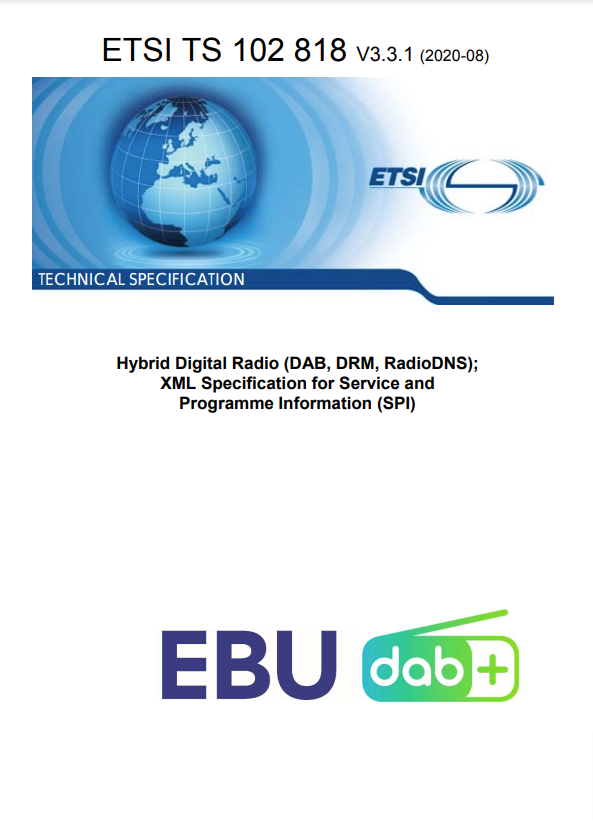 ETSI TS 102 818 V3.3.1 (2020-08)
ETSI
TECHNICAL SPECIFICATION
Hybrid Digital Radio (DAB, DRM, RadioDNS);
XML Specification for Service and
Programme Information (SPI)
EBU dab+